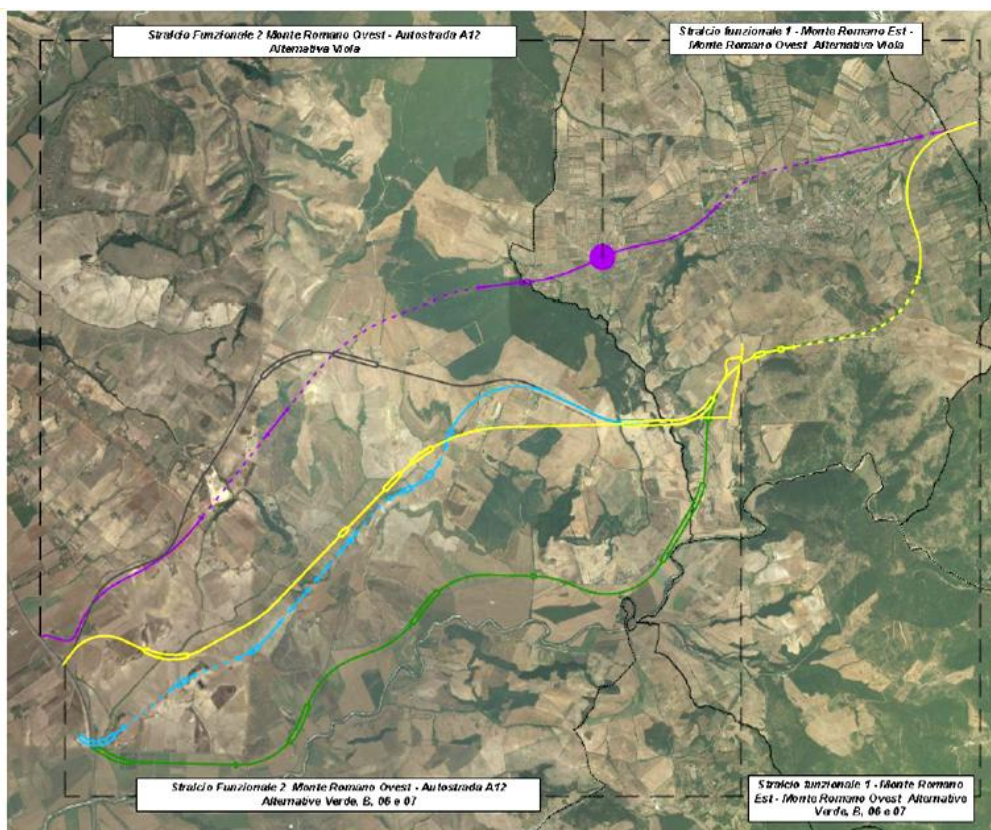 Stralcio Funzionale 2 Monte Romano Ovest - Autostrada A12
Alternativa Viola
Stralcio funzionale 1 - Monte Romano Est -
Monte Romano Ovest Alternativa Viola
Stralcio Funzionale 2 Monte Romano Ovest - Autostrada A12
Alternative Verde, B, 06 e 07
Stralcio funzionale 1 - Monte Romano
Est - Monte Romano Ovest Alternative
Verde, B, 06 e 07